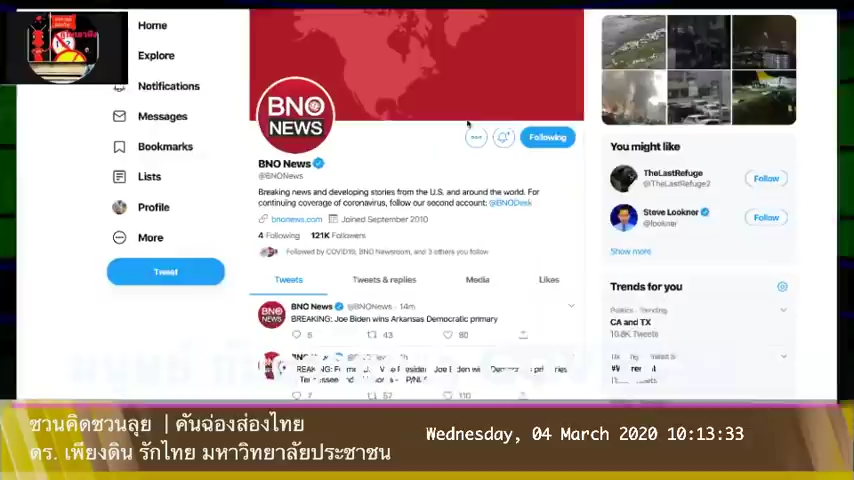 Home
Explore
Notifications
Messages
Bookmarks
Lists
Profile
More
Tweet
BNO
NEWS
Following
BNO News
@BNONews
Breaking news and developing stories from the U.S. and around the world. For
continuing coverage of coronavirus, follow our second account: @BNODesk
bnonews.com Joined September 2010
4 Following 121K Followers
Followed by COVID19, BNO Newsroom, and 3 others you follow
Tweets Tweets & replies Media Likes
BNO News @BNONews · 14m
BREAKING: Joe Biden wins Arkansas Democratic primary
6 43 80
57 110
You might like
TheLastRefuge
@TheLastRefuge2
Follow
Steve Lookner
@lookner
Follow
Show more
Trends for you
Politics · Trending
CA and TX
10.8K Tweets
ชวนคิดชวนลุย | คันฉ่องส่องไทย
ดร. เพียงดิน รักไทย มหาวิทยาลัยประชาชน
Wednesday, 04 March 2020 10:13:33